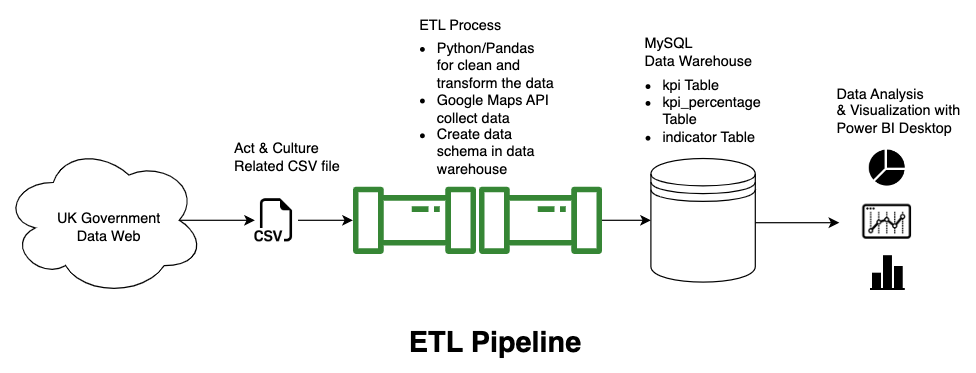 ETL Process
• Python/Pandas
for clean and
transform the data
• Google Maps API
collect data
• Create data
schema in data
warehouse
MySQL
Data Warehouse
• kpi Table
• kpi_percentage
Table
• indicator Table
Data Analysis
& Visualization with
Power BI Desktop
Act & Culture
Related CSV file
UK Government
Data Web
CSV
ETL Pipeline